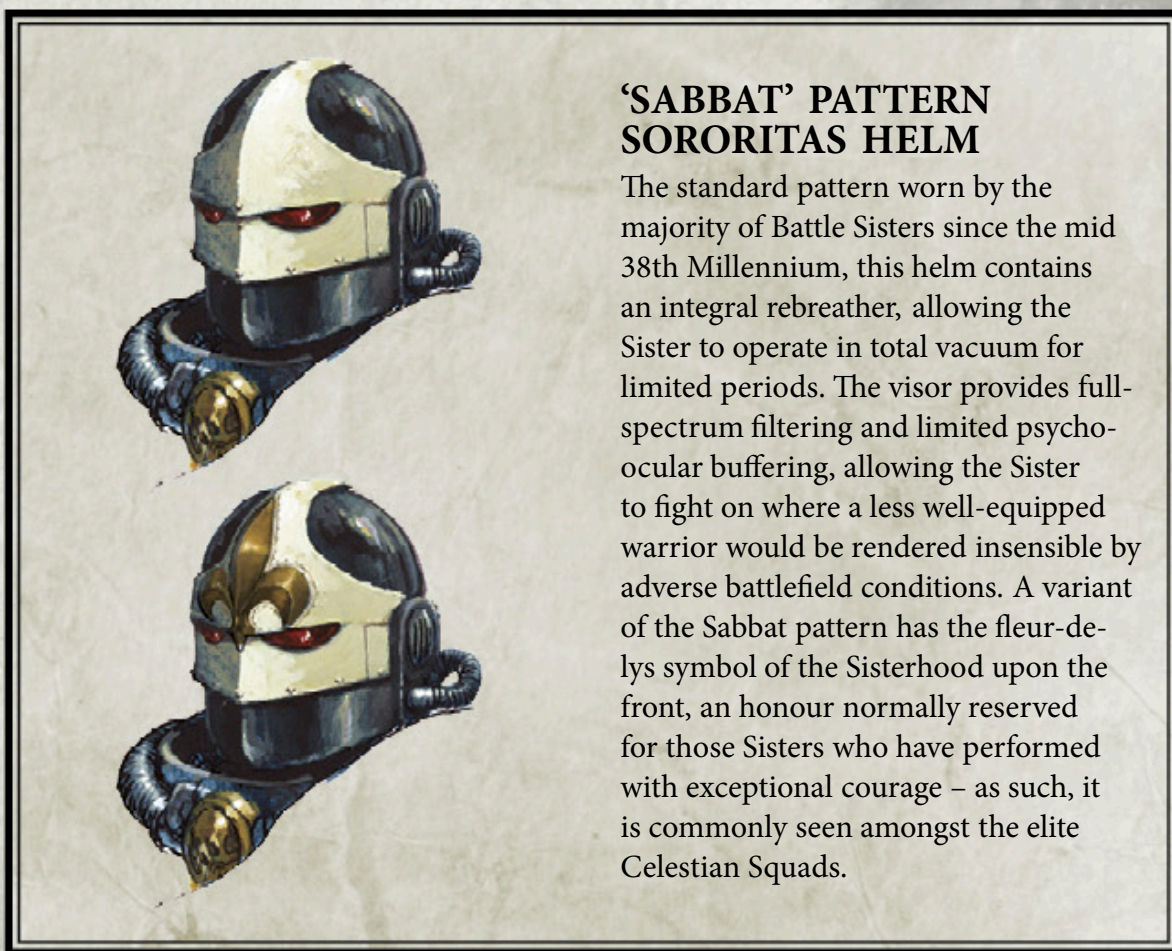 ‘SABBAT’ PATTERN
SORORITAS HELM
The standard pattern worn by the
majority of Battle Sisters since the mid
38th Millennium, this helm contains
an integral rebreather, allowing the
Sister to operate in total vacuum for
limited periods. The visor provides full-
spectrum filtering and limited psycho-
ocular buffering, allowing the Sister
to fight on where a less well-equipped
warrior would be rendered insensible by
adverse battlefield conditions. A variant
of the Sabbat pattern has the fleur-de-
lys symbol of the Sisterhood upon the
front, an honour normally reserved
for those Sisters who have performed
with exceptional courage – as such, it
is commonly seen amongst the elite
Celestian Squads.